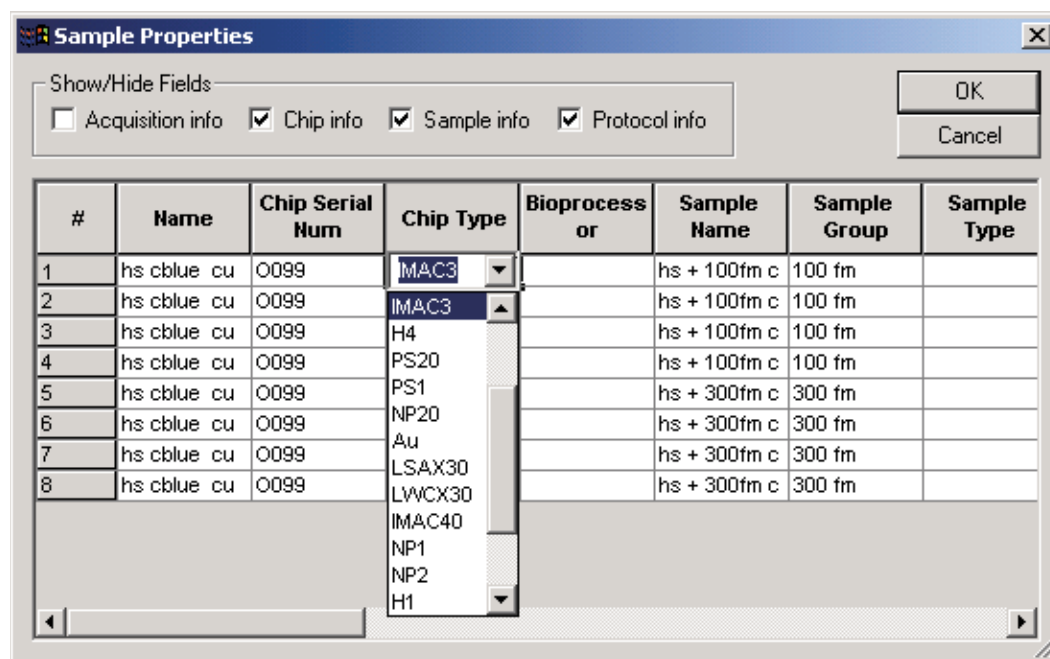 Sample Properties
Show/Hide Fields
Acquisition info Chip info Sample info Protocol info
OK
Cancel
# Name Chip Serial Num Chip Type Bioprocess or Sample Name Sample Group Sample Type
1 hs cblue cu O099 IMAC3 hs + 100fm c 100 fm
2 hs cblue cu O099 hs + 100fm c 100 fm
3 hs cblue cu O099 hs + 100fm c 100 fm
4 hs cblue cu O099 hs + 100fm c 100 fm
5 hs cblue cu O099 hs + 300fm c 300 fm
6 hs cblue cu O099 hs + 300fm c 300 fm
7 hs cblue cu O099 hs + 300fm c 300 fm
8 hs cblue cu O099 hs + 300fm c 300 fm
IMAC3
H4
PS20
PS1
NP20
Au
LSAX30
LWCX30
IMAC40
NP1
NP2
H1